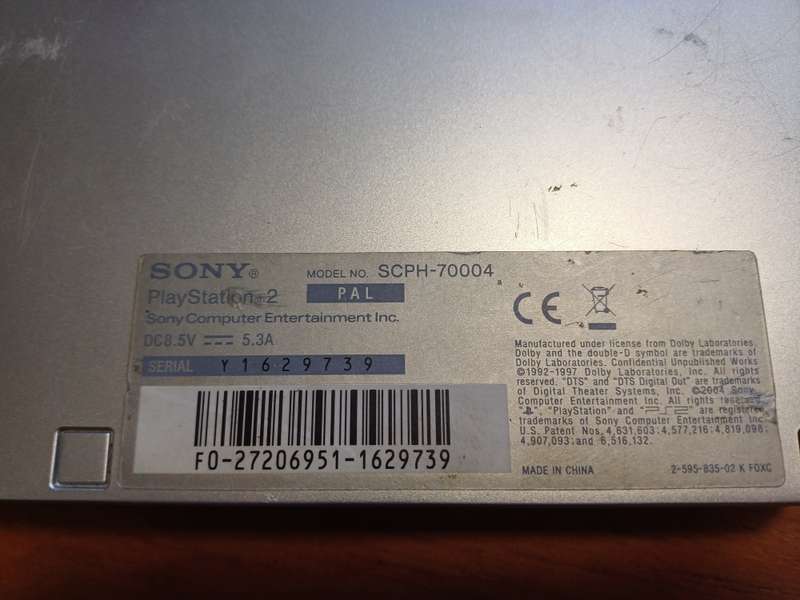 SONY®
MODEL NO. SCPH-70004
PlayStation 2
PAL
Sony Computer Entertainment Inc.
DC8.5V 5.3A
SERIAL Y1629739
F0-27206951-1629739
CE
Manufactured under license from Dolby Laboratories.
Dolby and the double-D symbol are trademarks of
Dolby Laboratories. Confidential Unpublished Works
©1992-1997 Dolby Laboratories, Inc. All rights
reserved. "DTS" and "DTS Digital Out" are trademarks
of Digital Theater Systems, Inc. ©2004 Sony
Computer Entertainment Inc. All rights reserved.
"PlayStation" and "PS2" are registered
trademarks of Sony Computer Entertainment Inc.
U.S. Patent Nos. 4,631,603; 4,577,216; 4,819,098;
4,907,093; and 6,516,132.
MADE IN CHINA
2-595-835-02 K FOXC